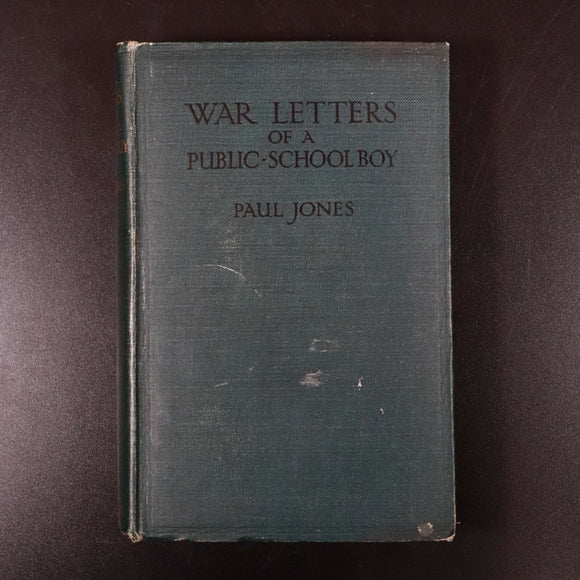 WAR LETTERS
OF A
PUBLIC-SCHOOL BOY
PAUL JONES